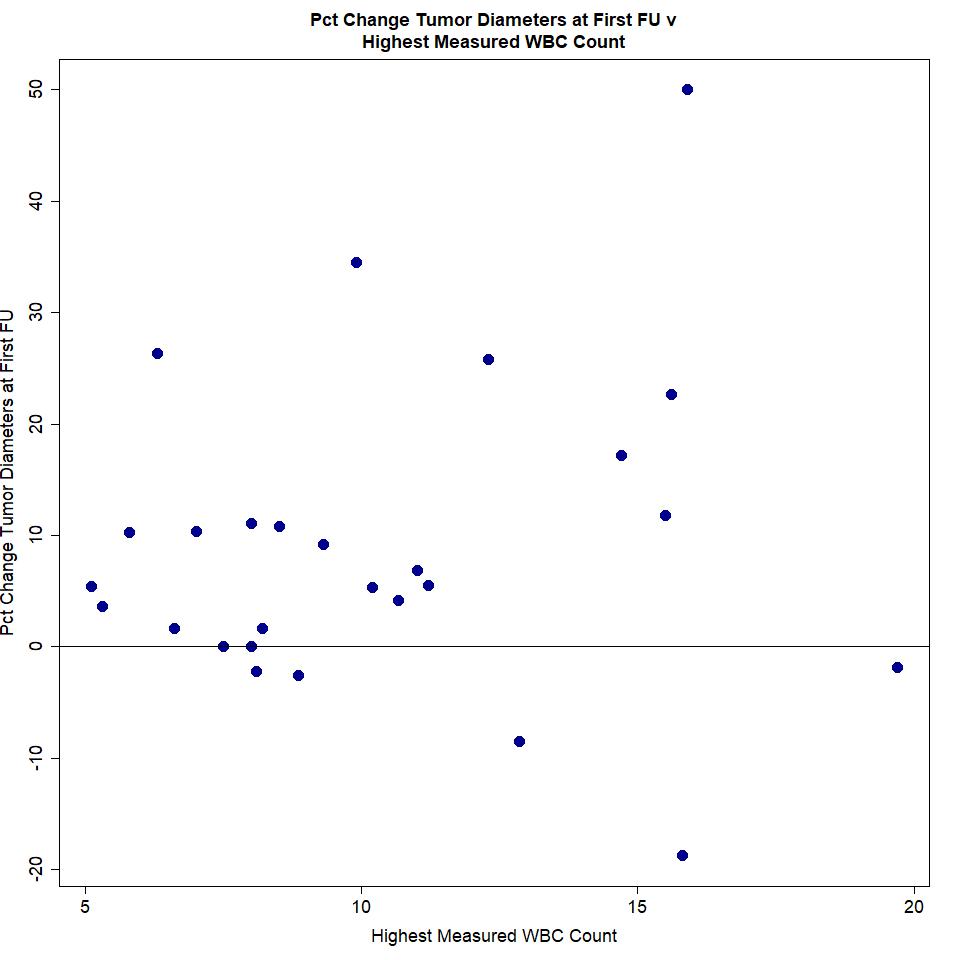 Pct Change Tumor Diameters at First FU v
Highest Measured WBC Count
Pct Change Tumor Diameters at First FU
50
40
30
20
10
0
-10
-20
5 10 15 20
Highest Measured WBC Count